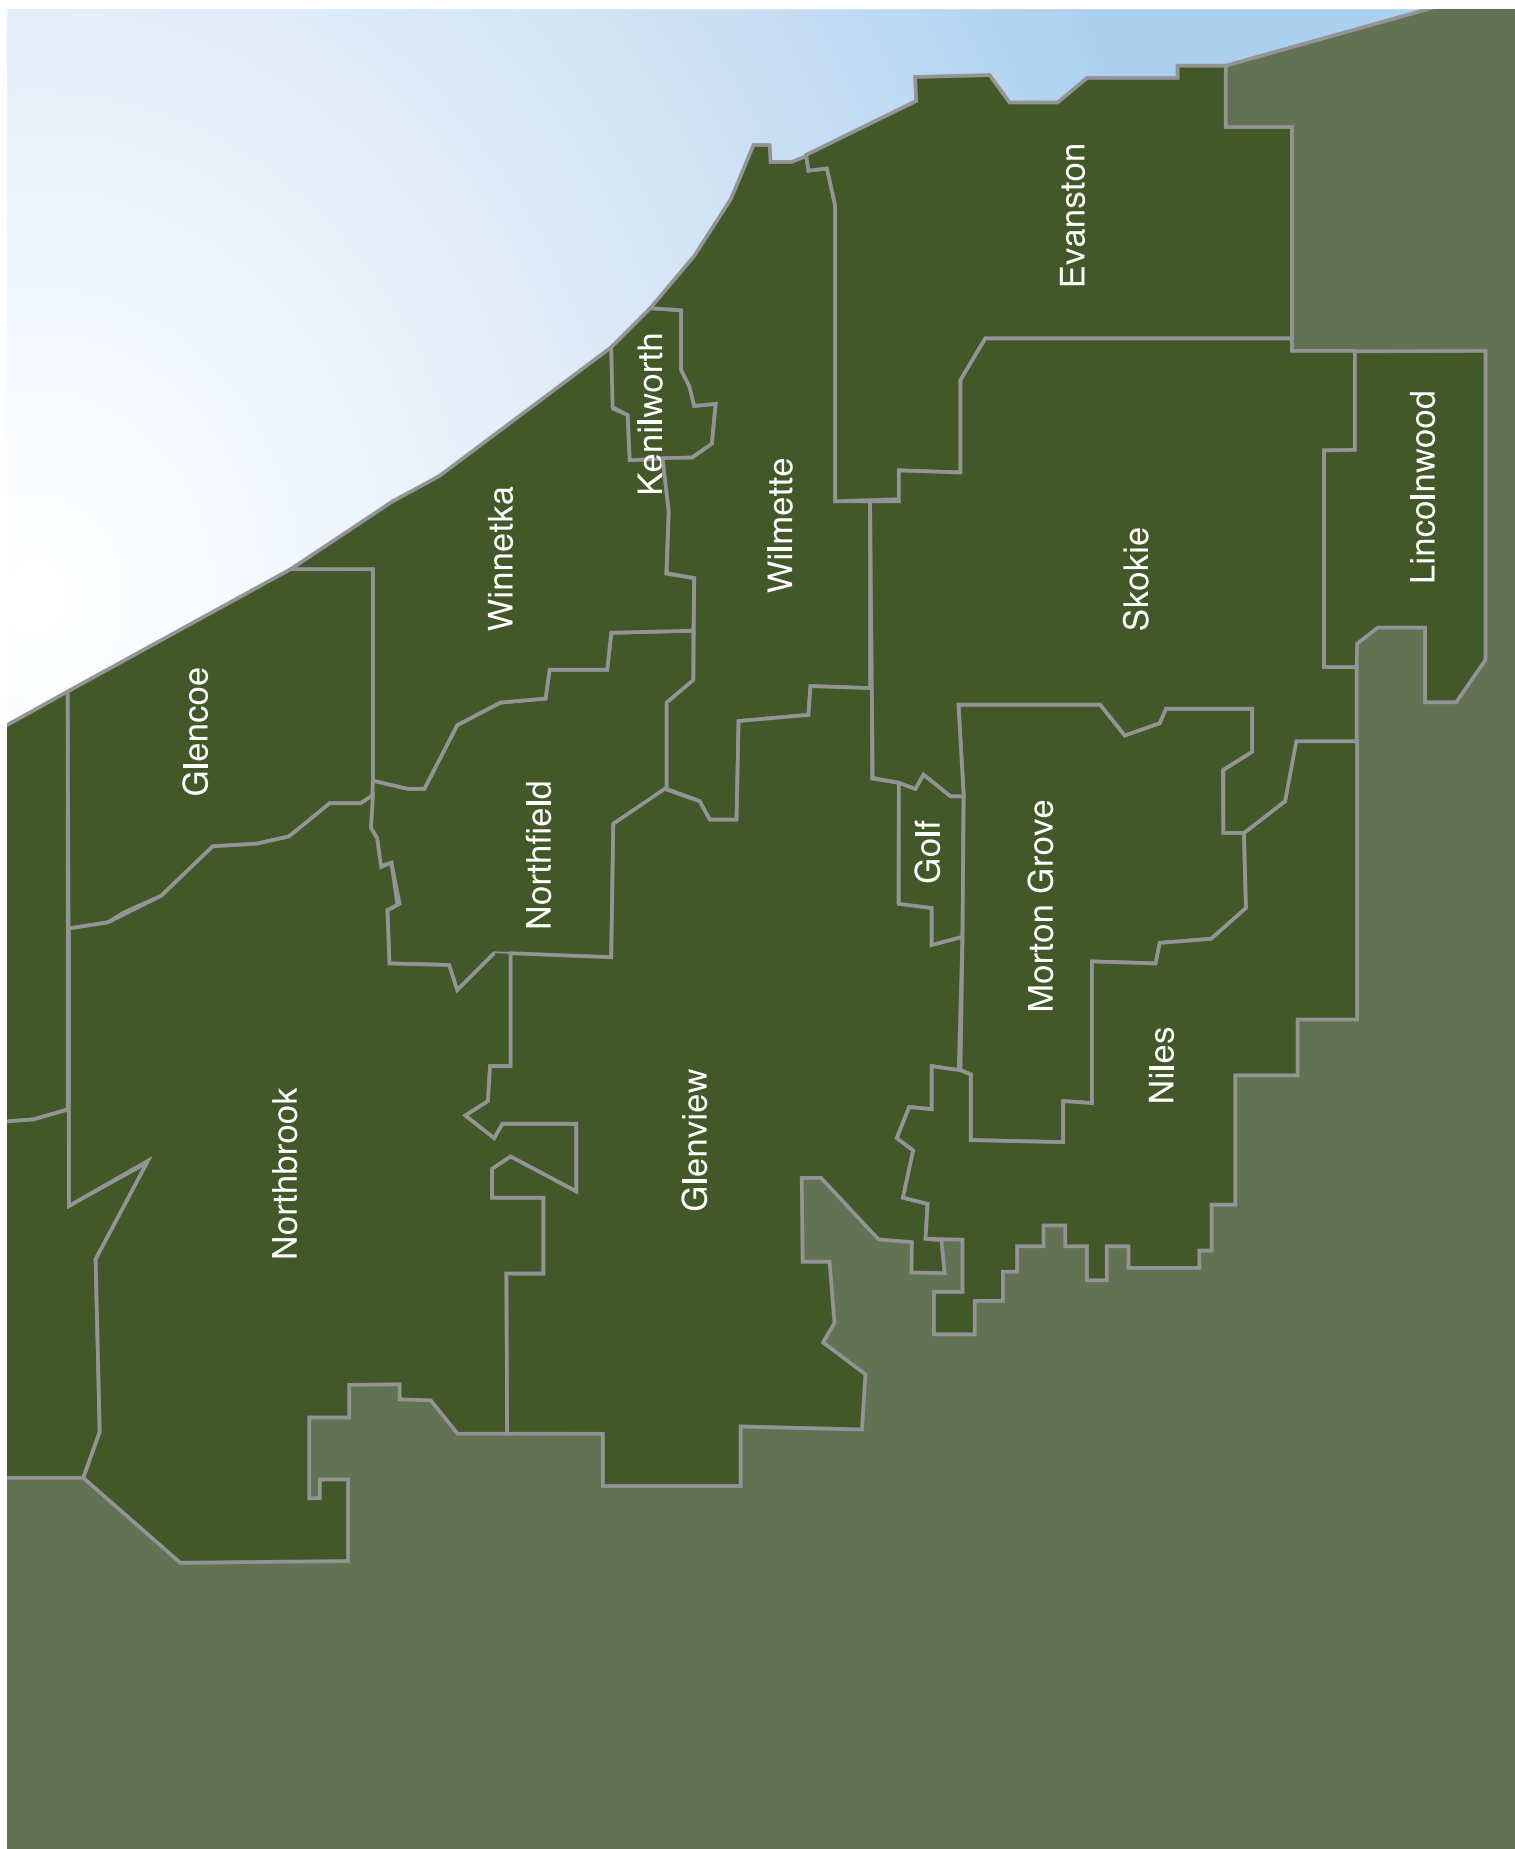 Northbrook
Glencoe
Northfield
Winnetka
Kenilworth
Glenview
Wilmette
Golf
Morton Grove
Niles
Evanston
Skokie
Lincolnwood